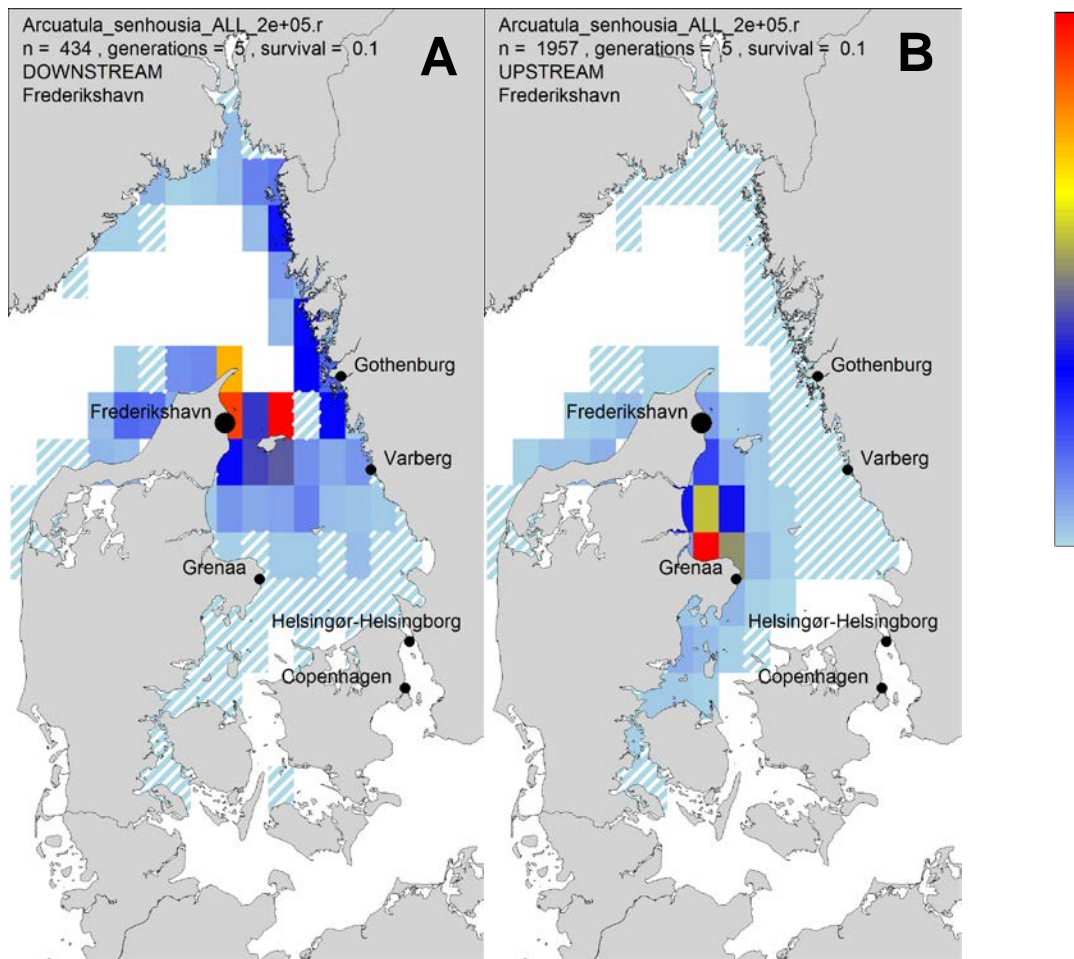 Arcuatula_senhousia_ALL_2e+05.r
n = 434 , generations = 5 , survival = 0.1
DOWNSTREAM
Frederikshavn
A
Gothenburg
Frederikshavn
Varberg
Grenaa
Helsingør-Helsingborg
Copenhagen
Arcuatula_senhousia_ALL_2e+05.r
n = 1957 , generations = 5 , survival = 0.1
UPSTREAM
Frederikshavn
B
Gothenburg
Frederikshavn
Varberg
Grenaa
Helsingør-Helsingborg
Copenhagen